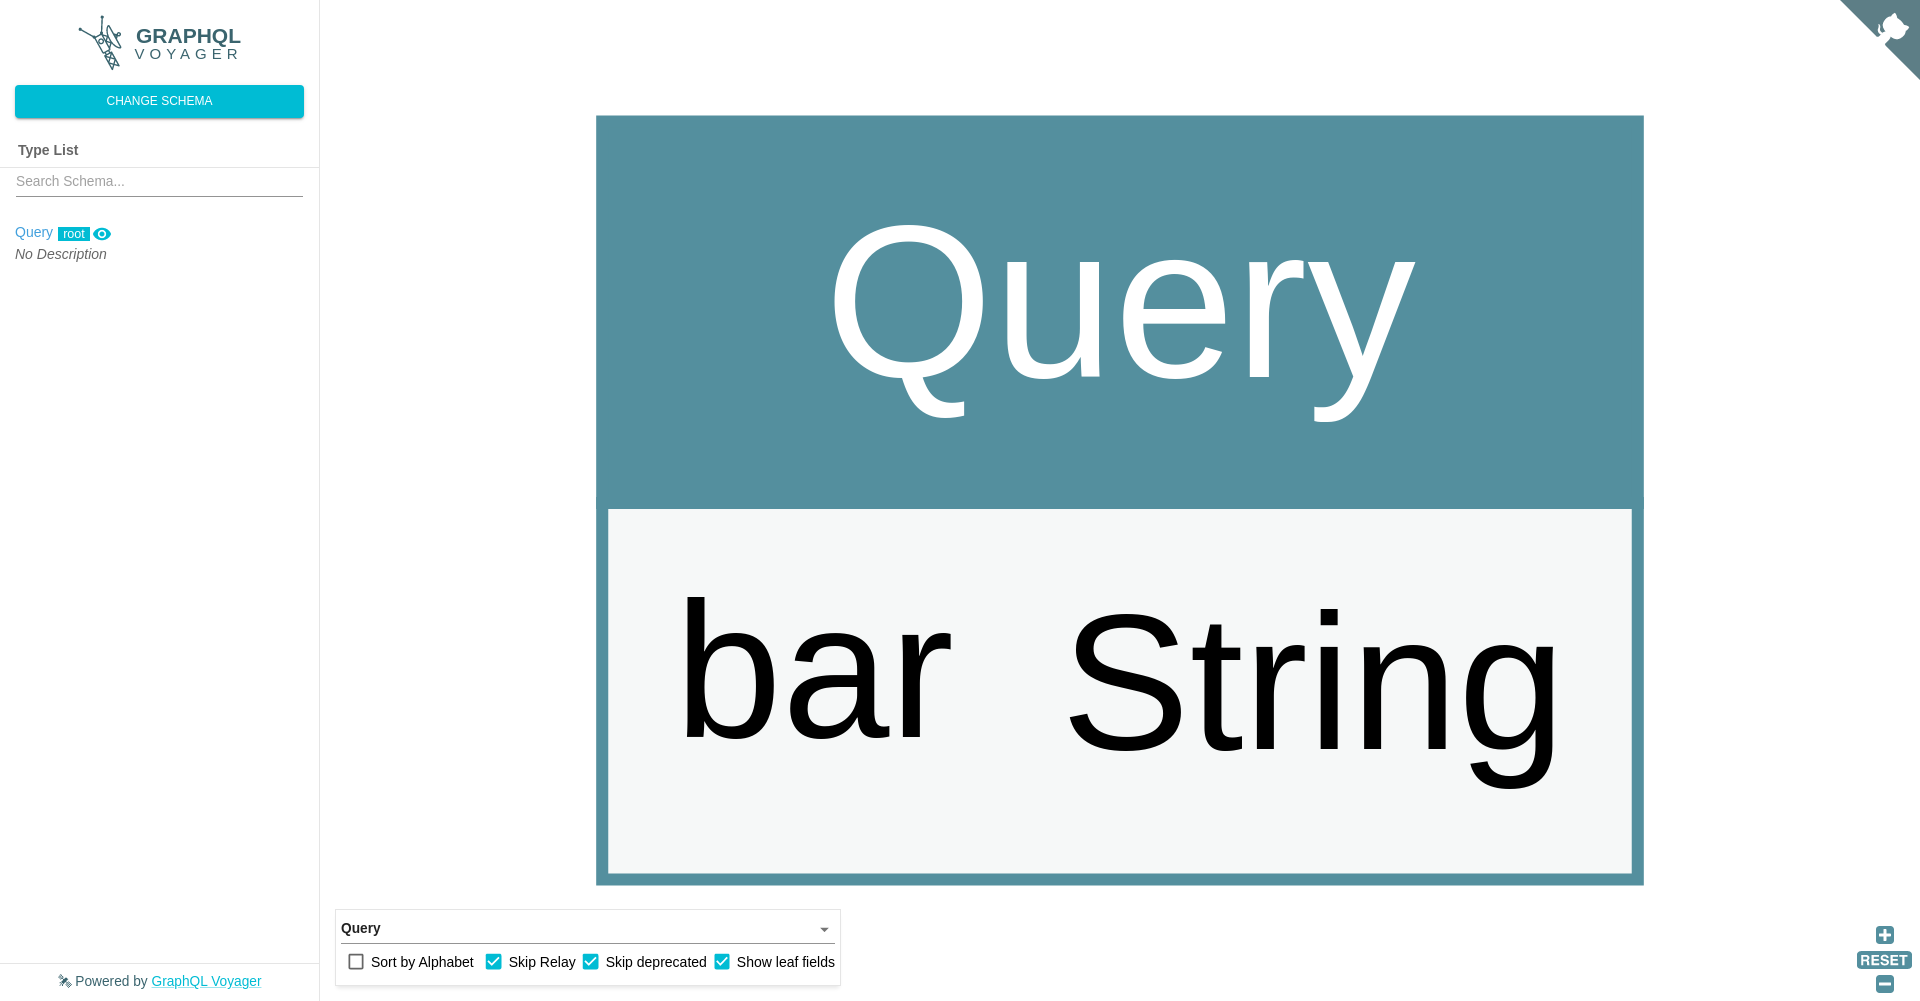 GRAPHQL
VOYAGER
CHANGE SCHEMA
Type List
Search Schema...
Query root
No Description
Powered by GraphQL Voyager
Query
bar String
Query
Sort by Alphabet Skip Relay Skip deprecated Show leaf fields
RESET